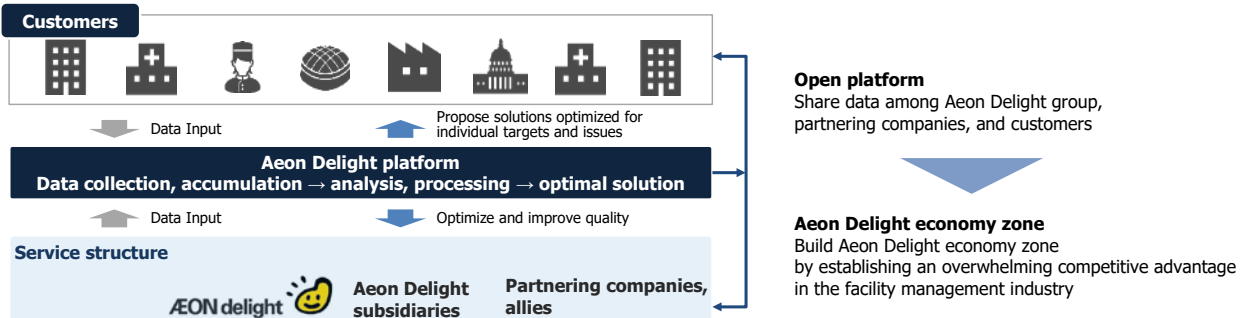 Customers
Data Input
Propose solutions optimized for
individual targets and issues
Aeon Delight platform
Data collection, accumulation → analysis, processing → optimal solution
Data Input
Optimize and improve quality
Service structure
ÆON delight
Aeon Delight
subsidiaries
Partnering companies,
allies
Open platform
Share data among Aeon Delight group,
partnering companies, and customers
Aeon Delight economy zone
Build Aeon Delight economy zone
by establishing an overwhelming competitive advantage
in the facility management industry